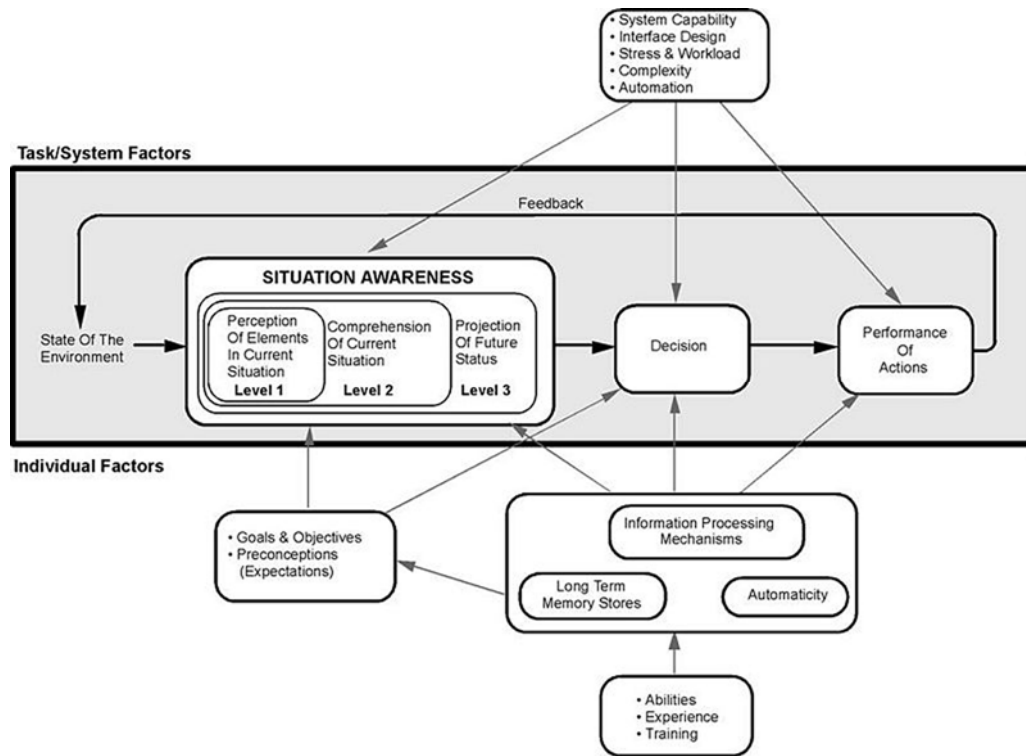 • System Capability
• Interface Design
• Stress & Workload
• Complexity
• Automation
Task/System Factors
Feedback
SITUATION AWARENESS
State Of The
Environment
Perception
Of Elements
In Current
Situation
Level 1
Comprehension
Of Current
Situation
Level 2
Projection
Of Future
Status
Level 3
Decision
Performance
Of
Actions
Individual Factors
• Goals & Objectives
• Preconceptions
(Expectations)
Information Processing
Mechanisms
Long Term
Memory Stores
Automaticity
• Abilities
• Experience
• Training